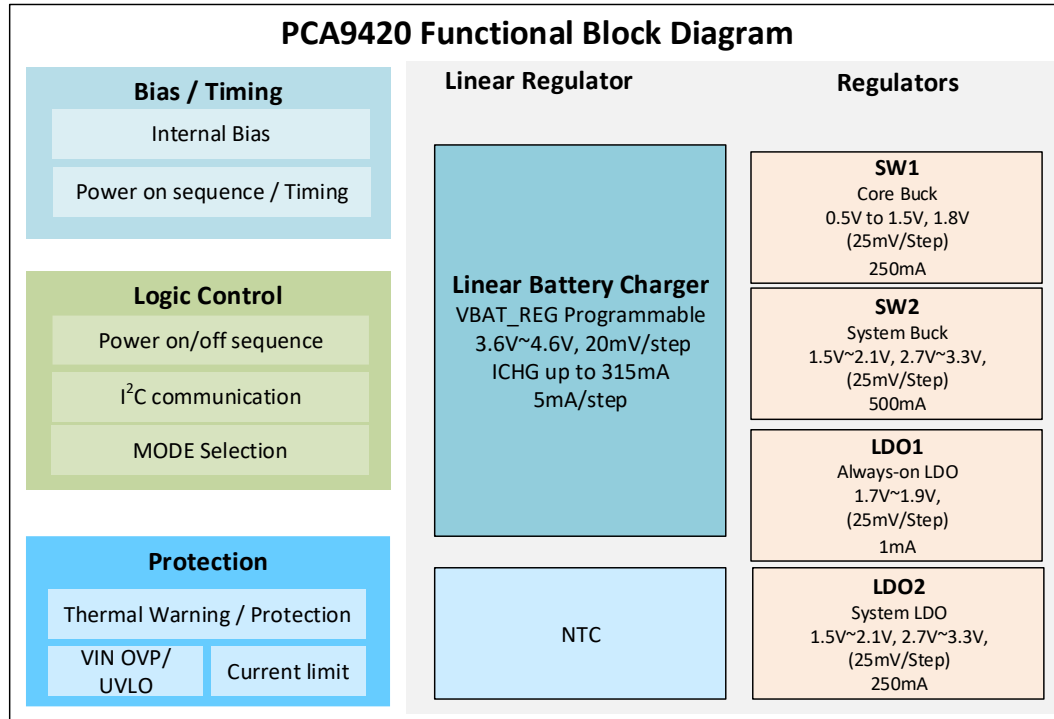 PCA9420 Functional Block Diagram
Bias / Timing
Internal Bias
Power on sequence / Timing
Logic Control
Power on/off sequence
I²C communication
MODE Selection
Protection
Thermal Warning / Protection
VIN OVP/
UVLO
Current limit
Linear Regulator
Linear Battery Charger
VBAT_REG Programmable
3.6V~4.6V, 20mV/step
ICHG up to 315mA
5mA/step
NTC
Regulators
SW1
Core Buck
0.5V to 1.5V, 1.8V
(25mV/Step)
250mA
SW2
System Buck
1.5V~2.1V, 2.7V~3.3V,
(25mV/Step)
500mA
LDO1
Always-on LDO
1.7V~1.9V,
(25mV/Step)
1mA
LDO2
System LDO
1.5V~2.1V, 2.7V~3.3V,
(25mV/Step)
250mA